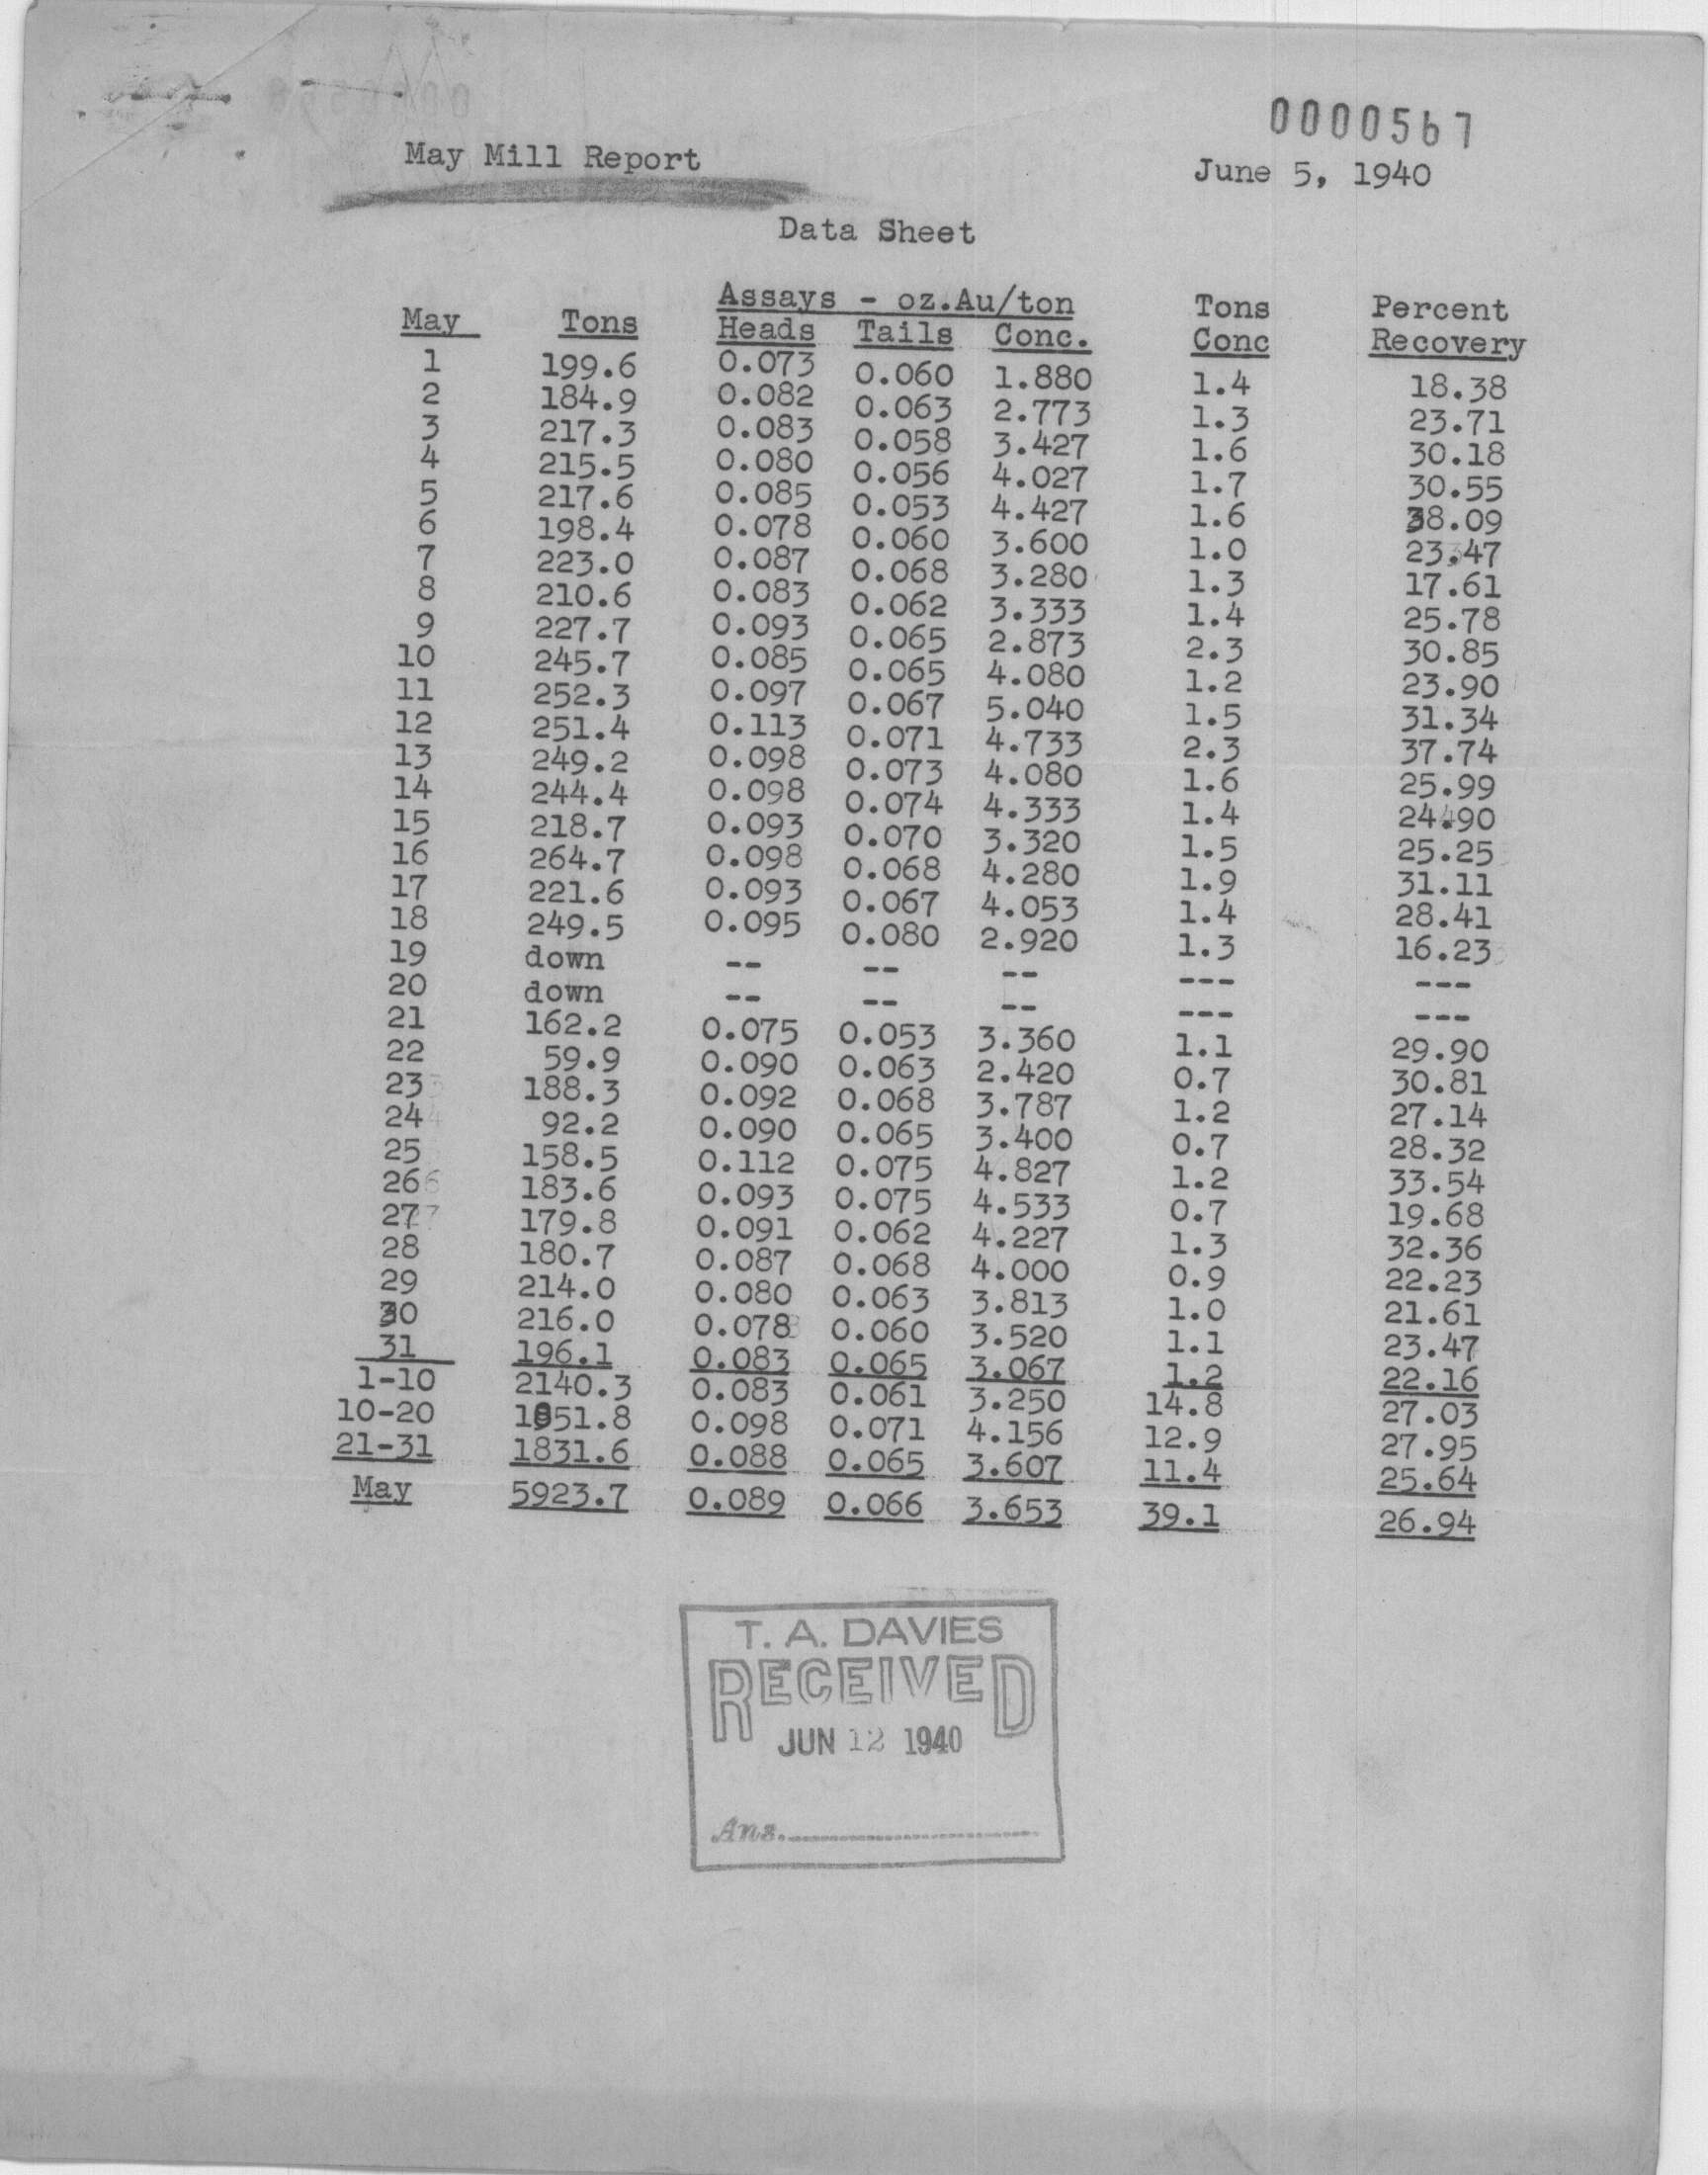 0000567
May Mill Report
June 5, 1940
Data Sheet
Assays - oz.Au/ton Tons Percent
May Tons Heads Tails Conc. Conc Recovery
1 199.6 0.073 0.060 1.880 1.4 18.38
2 184.9 0.082 0.063 2.773 1.3 23.71
3 217.3 0.083 0.058 3.427 1.6 30.18
4 215.5 0.080 0.056 4.027 1.7 30.55
5 217.6 0.085 0.053 4.427 1.6 38.09
6 198.4 0.078 0.060 3.600 1.0 23.47
7 223.0 0.087 0.068 3.280 1.3 17.61
8 210.6 0.083 0.062 3.333 1.4 25.78
9 227.7 0.093 0.065 2.873 2.3 30.85
10 245.7 0.085 0.065 4.080 1.2 23.90
11 252.3 0.097 0.067 5.040 1.5 31.34
12 251.4 0.113 0.071 4.733 2.3 37.74
13 249.2 0.098 0.073 4.080 1.6 25.99
14 244.4 0.098 0.074 4.333 1.4 24.90
15 218.7 0.093 0.070 3.320 1.5 25.25
16 264.7 0.098 0.068 4.280 1.9 31.11
17 221.6 0.093 0.067 4.053 1.4 28.41
18 249.5 0.095 0.080 2.920 1.3 16.23
19 down -- -- -- --- ---
20 down -- -- -- --- ---
21 162.2 0.075 0.053 3.360 1.1 29.90
22 59.9 0.090 0.063 2.420 0.7 30.81
23 188.3 0.092 0.068 3.787 1.2 27.14
24 92.2 0.090 0.065 3.400 0.7 28.32
25 158.5 0.112 0.075 4.827 1.2 33.54
26 183.6 0.093 0.075 4.533 0.7 19.68
27 179.8 0.091 0.062 4.227 1.3 32.36
28 180.7 0.087 0.068 4.000 0.9 22.23
29 214.0 0.080 0.063 3.813 1.0 21.61
30 216.0 0.078 0.060 3.520 1.1 23.47
31 196.1 0.083 0.065 3.067 1.2 22.16
1-10 2140.3 0.083 0.061 3.250 14.8 27.03
10-20 1951.8 0.098 0.071 4.156 12.9 27.95
21-31 1831.6 0.088 0.065 3.607 11.4 25.64
May 5923.7 0.089 0.066 3.653 39.1 26.94
T. A. DAVIES
RECEIVED
JUN 12 1940
Ans.